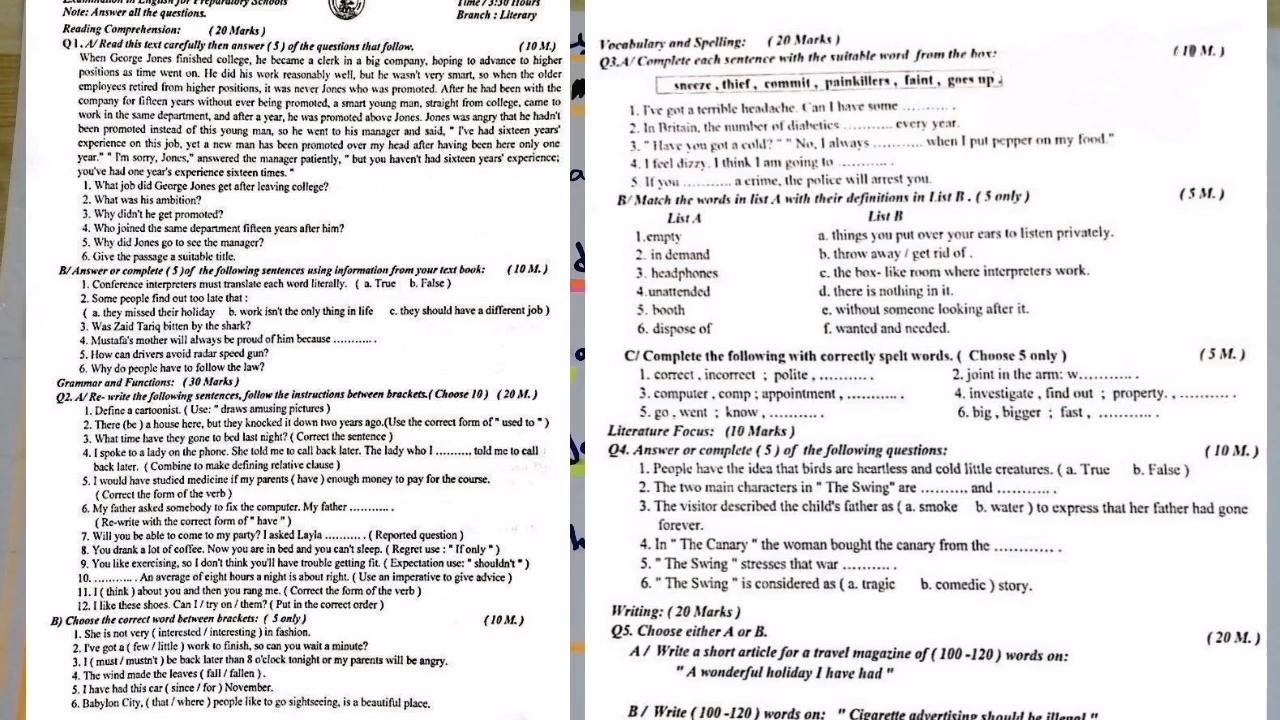 Examination in English for Preparatory Schools
Time / 3:30 Hours
Note: Answer all the questions.
Branch : Literary
Reading Comprehension: ( 20 Marks )
Q1. A/ Read this text carefully then answer ( 5 ) of the questions that follow. (10 M.)
When George Jones finished college, he became a clerk in a big company, hoping to advance to higher
positions as time went on. He did his work reasonably well, but he wasn't very smart, so when the older
employees retired from higher positions, it was never Jones who was promoted. After he had been with the
company for fifteen years without ever being promoted, a smart young man, straight from college, came to
work in the same department, and after a year, he was promoted above Jones. Jones was angry that he hadn't
been promoted instead of this young man, so he went to his manager and said, " I've had sixteen years'
experience on this job, yet a new man has been promoted over my head after having been here only one
year." " I'm sorry, Jones," answered the manager patiently, " but you haven't had sixteen years' experience;
you've had one year's experience sixteen times. "
1. What job did George Jones get after leaving college?
2. What was his ambition?
3. Why didn't he get promoted?
4. Who joined the same department fifteen years after him?
5. Why did Jones go to see the manager?
6. Give the passage a suitable title.
B/ Answer or complete ( 5 )of the following sentences using information from your text book: (10 M. )
1. Conference interpreters must translate each word literally. ( a. True b. False )
2. Some people find out too late that :
( a. they missed their holiday b. work isn't the only thing in life c. they should have a different job )
3. Was Zaid Tariq bitten by the shark?
4. Mustafa's mother will always be proud of him because ........... .
5. How can drivers avoid radar speed gun?
6. Why do people have to follow the law?
Grammar and Functions: ( 30 Marks )
Q2. A/ Re- write the following sentences, follow the instructions between brackets.( Choose 10 ) ( 20 M. )
1. Define a cartoonist. ( Use: " draws amusing pictures )
2. There (be ) a house here, but they knocked it down two years ago.(Use the correct form of " used to " )
3. What time have they gone to bed last night? ( Correct the sentence )
4. I spoke to a lady on the phone. She told me to call back later. The lady who I .......... told me to call
back later. ( Combine to make defining relative clause )
5. I would have studied medicine if my parents ( have ) enough money to pay for the course.
( Correct the form of the verb )
6. My father asked somebody to fix the computer. My father ........... .
( Re-write with the correct form of " have " )
7. Will you be able to come to my party? I asked Layla .......... . ( Reported question )
8. You drank a lot of coffee. Now you are in bed and you can't sleep. ( Regret use : " If only " )
9. You like exercising, so I don't think you'll have trouble getting fit. ( Expectation use: " shouldn't " )
10. ........... . An average of eight hours a night is about right. ( Use an imperative to give advice )
11. I ( think ) about you and then you rang me. ( Correct the form of the verb )
12. I like these shoes. Can I / try on / them? ( Put in the correct order )
B) Choose the correct word between brackets: ( 5 only ) (10 M. )
1. She is not very ( interested / interesting ) in fashion.
2. I've got a ( few / little ) work to finish, so can you wait a minute?
3. I ( must / mustn't ) be back later than 8 o'clock tonight or my parents will be angry.
4. The wind made the leaves ( fall / fallen ) .
5. I have had this car ( since / for ) November.
6. Babylon City, ( that / where ) people like to go sightseeing, is a beautiful place.
Vocabulary and Spelling: ( 20 Marks )
Q3.A/ Complete each sentence with the suitable word from the box: ( 10 M. )
sneeze , thief , commit , painkillers , faint , goes up .
1. I've got a terrible headache. Can I have some .......... .
2. In Britain, the number of diabetics .......... every year.
3. " Have you got a cold? " " No, I always .......... when I put pepper on my food."
4. I feel dizzy. I think I am going to .......... .
5. If you .......... a crime, the police will arrest you.
B/ Match the words in list A with their definitions in List B . ( 5 only ) ( 5 M. )
List A List B
1.empty a. things you put over your ears to listen privately.
2. in demand b. throw away / get rid of .
3. headphones c. the box- like room where interpreters work.
4.unattended d. there is nothing in it.
5. booth e. without someone looking after it.
6. dispose of f. wanted and needed.
C/ Complete the following with correctly spelt words. ( Choose 5 only ) ( 5 M. )
1. correct , incorrect ; polite , .......... . 2. joint in the arm: w........... .
3. computer , comp ; appointment , .......... . 4. investigate , find out ; property. , .......... .
5. go , went ; know , .......... . 6. big , bigger ; fast , ........... .
Literature Focus: (10 Marks )
Q4. Answer or complete ( 5 ) of the following questions: ( 10 M. )
1. People have the idea that birds are heartless and cold little creatures. ( a. True b. False )
2. The two main characters in " The Swing" are ......... and ........... .
3. The visitor described the child's father as ( a. smoke b. water ) to express that her father had gone
forever.
4. In " The Canary " the woman bought the canary from the ............ .
5. " The Swing " stresses that war .......... .
6. " The Swing " is considered as ( a. tragic b. comedic ) story.
Writing: ( 20 Marks )
Q5. Choose either A or B. ( 20 M. )
A / Write a short article for a travel magazine of ( 100 -120 ) words on:
" A wonderful holiday I have had "
B / Write ( 100 -120 ) words on: " Cigarette advertising should be illegal "